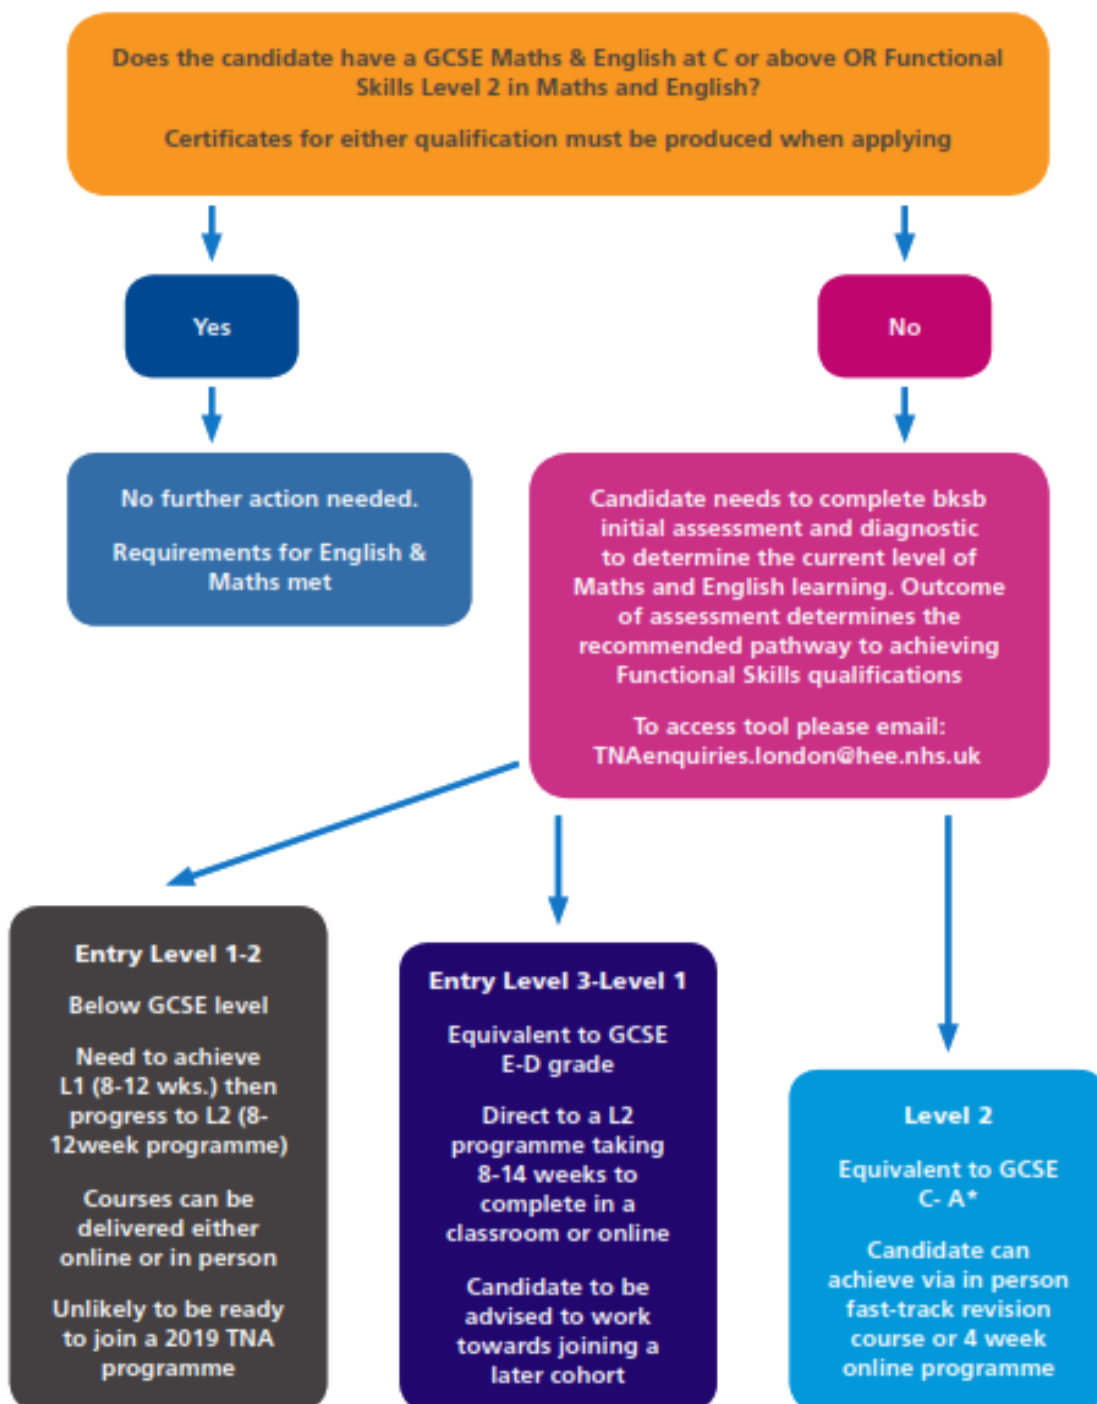 Does the candidate have a GCSE Maths & English at C or above OR Functional
Skills Level 2 in Maths and English?
Certificates for either qualification must be produced when applying
Yes
No
No further action needed.
Requirements for English &
Maths met
Candidate needs to complete bksb
initial assessment and diagnostic
to determine the current level of
Maths and English learning. Outcome
of assessment determines the
recommended pathway to achieving
Functional Skills qualifications
To access tool please email:
TNAenquiries.london@hee.nhs.uk
Entry Level 1-2
Below GCSE level
Need to achieve
L1 (8-12 wks.) then
progress to L2 (8-
12week programme)
Courses can be
delivered either
online or in person
Unlikely to be ready
to join a 2019 TNA
programme
Entry Level 3-Level 1
Equivalent to GCSE
E-D grade
Direct to a L2
programme taking
8-14 weeks to
complete in a
classroom or online
Candidate to be
advised to work
towards joining a
later cohort
Level 2
Equivalent to GCSE
C- A*
Candidate can
achieve via in person
fast-track revision
course or 4 week
online programme